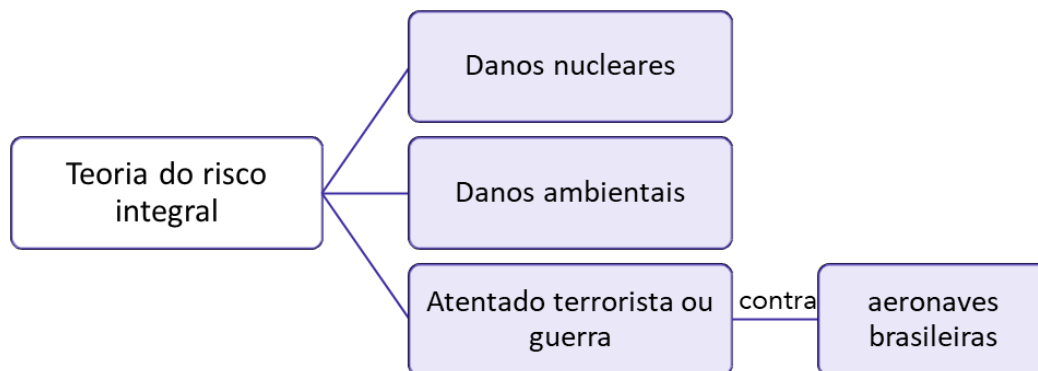 Danos nucleares
Teoria do risco
integral
Danos ambientais
Atentado terrorista ou
guerra
contra
aeronaves
brasileiras